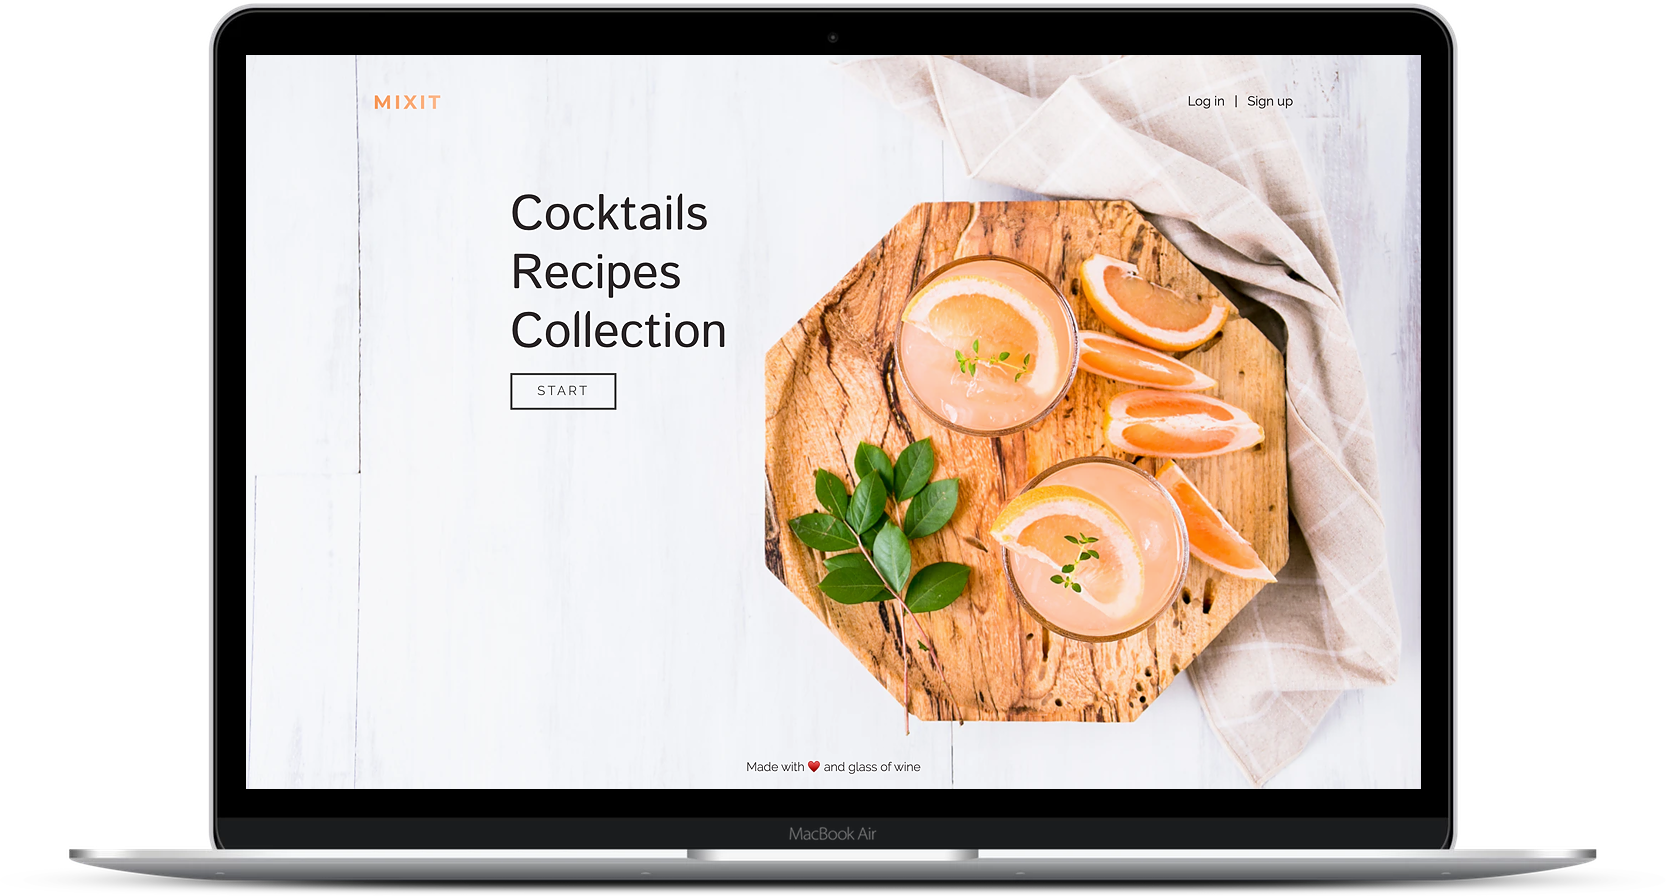 MIXIT
Log in | Sign up
Cocktails
Recipes
Collection
START
Made with ❤️ and glass of wine
MacBook Air